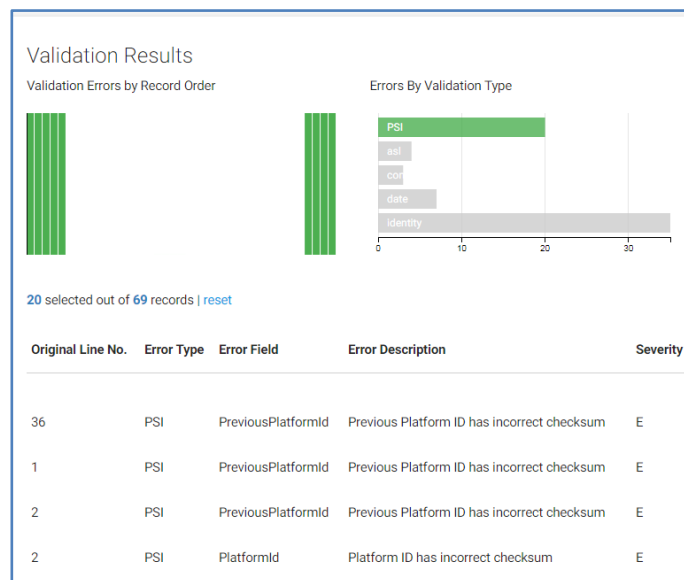 Validation Results
Validation Errors by Record Order
Errors By Validation Type
PSI
asi
cor
date
identity
0 10 20 30
20 selected out of 69 records | reset
Original Line No. Error Type Error Field Error Description Severity
36 PSI PreviousPlatformId Previous Platform ID has incorrect checksum E
1 PSI PreviousPlatformId Previous Platform ID has incorrect checksum E
2 PSI PreviousPlatformId Previous Platform ID has incorrect checksum E
2 PSI PlatformId Platform ID has incorrect checksum E